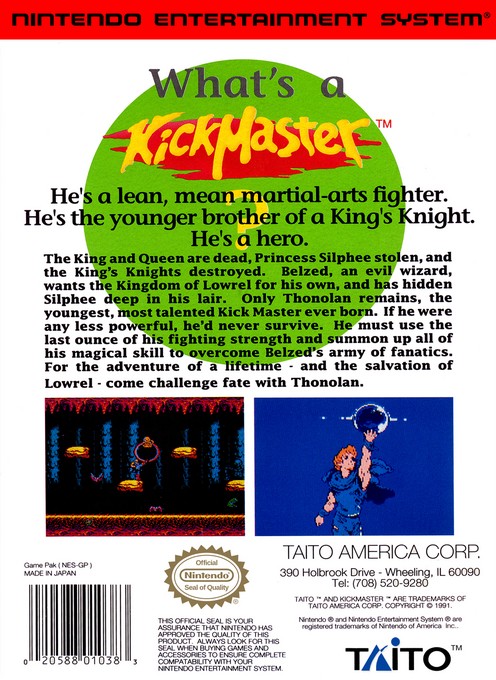 NINTENDO ENTERTAINMENT SYSTEM®
What's a
KickMaster™
?
He's a lean, mean martial-arts fighter.
He's the younger brother of a King's Knight.
He's a hero.
The King and Queen are dead, Princess Silphee stolen, and
the King's Knights destroyed. Belzed, an evil wizard,
wants the Kingdom of Lowrel for his own, and has hidden
Silphee deep in his lair. Only Thonolan remains, the
youngest, most talented Kick Master ever born. If he were
any less powerful, he'd never survive. He must use the
last ounce of his fighting strength and summon up all of
his magical skill to overcome Belzed's army of fanatics.
For the adventure of a lifetime - and the salvation of
Lowrel - come challenge fate with Thonolan.
Game Pak ( NES-GP )
MADE IN JAPAN
0 20588 01038 3
Official
Nintendo®
Seal of Quality
®
THIS OFFICIAL SEAL IS YOUR
ASSURANCE THAT NINTENDO HAS
APPROVED THE QUALITY OF THIS
PRODUCT. ALWAYS LOOK FOR THIS
SEAL WHEN BUYING GAMES AND
ACCESSORIES TO ENSURE COMPLETE
COMPATIBILITY WITH YOUR
NINTENDO ENTERTAINMENT SYSTEM.
TAITO AMERICA CORP.
390 Holbrook Drive - Wheeling, IL 60090
Tel: (708) 520-9280
TAITO ™ AND KICKMASTER ™ ARE TRADEMARKS OF
TAITO AMERICA CORP. COPYRIGHT © 1991.
Nintendo ® and Nintendo Entertainment System ® are
registered trademarks of Nintendo of America Inc..
TAITO™